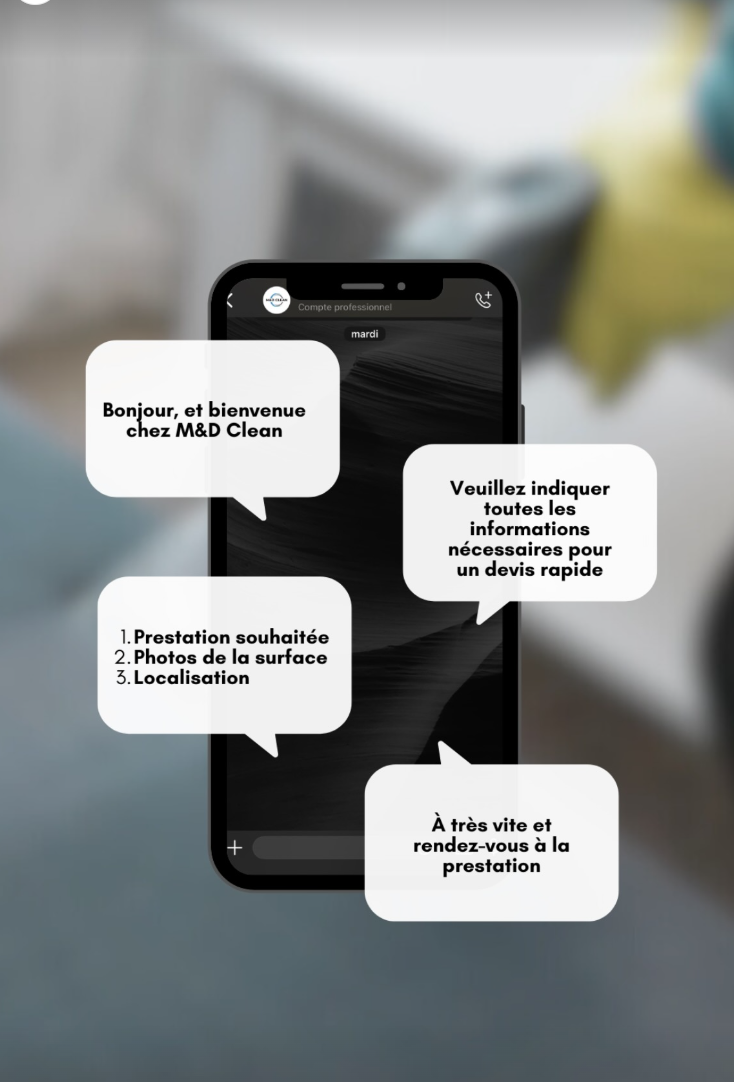 Compte professionnel
mardi
Bonjour, et bienvenue
chez M&D Clean
Veuillez indiquer
toutes les
informations
nécessaires pour
un devis rapide
1. Prestation souhaitée
2. Photos de la surface
3. Localisation
À très vite et
rendez-vous à la
prestation